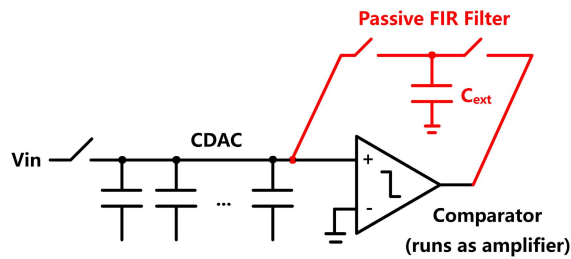 Passive FIR Filter
Cext
CDAC
Vin
+
...
-
Comparator
(runs as amplifier)